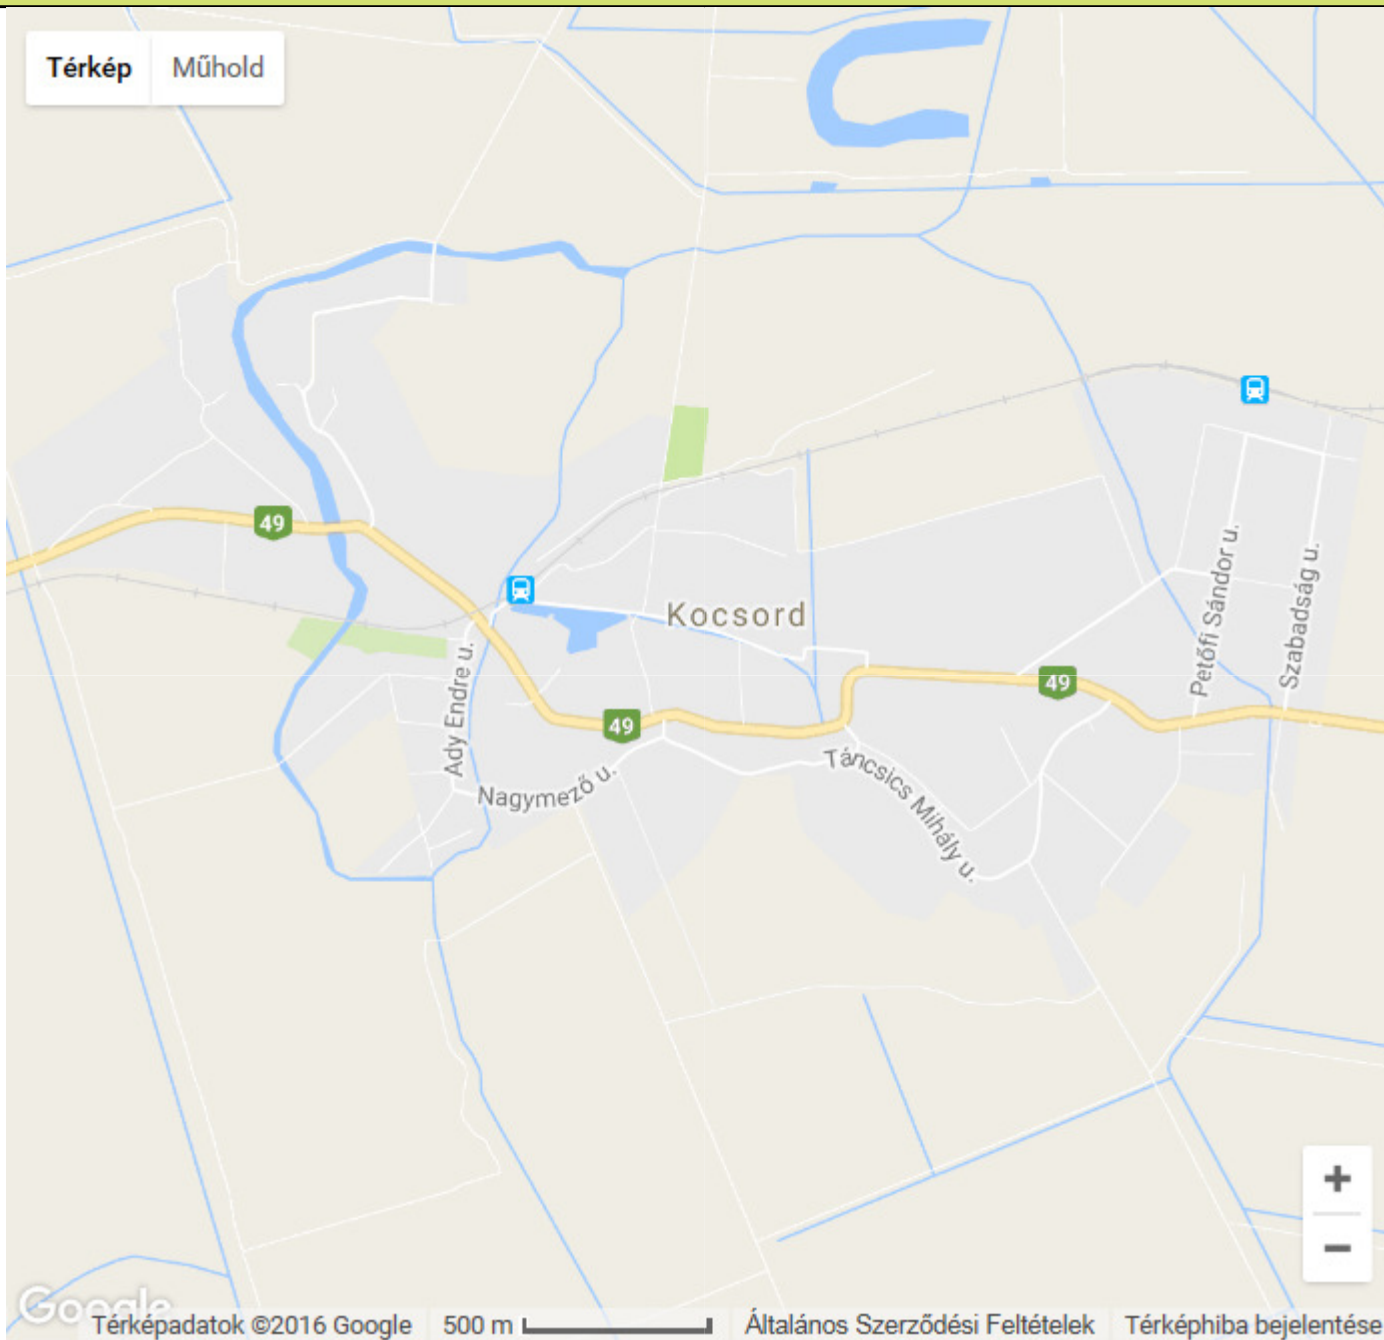 Térkép Műhold
49
Kocsord
Petőfi Sándor u.
Szabadság u.
Ady Endre u.
49
49
Nagymező u.
Táncsics Mihály u.
+
−
Google
Térképadatok ©2016 Google 500 m Általános Szerződési Feltételek Térképhiba bejelentése